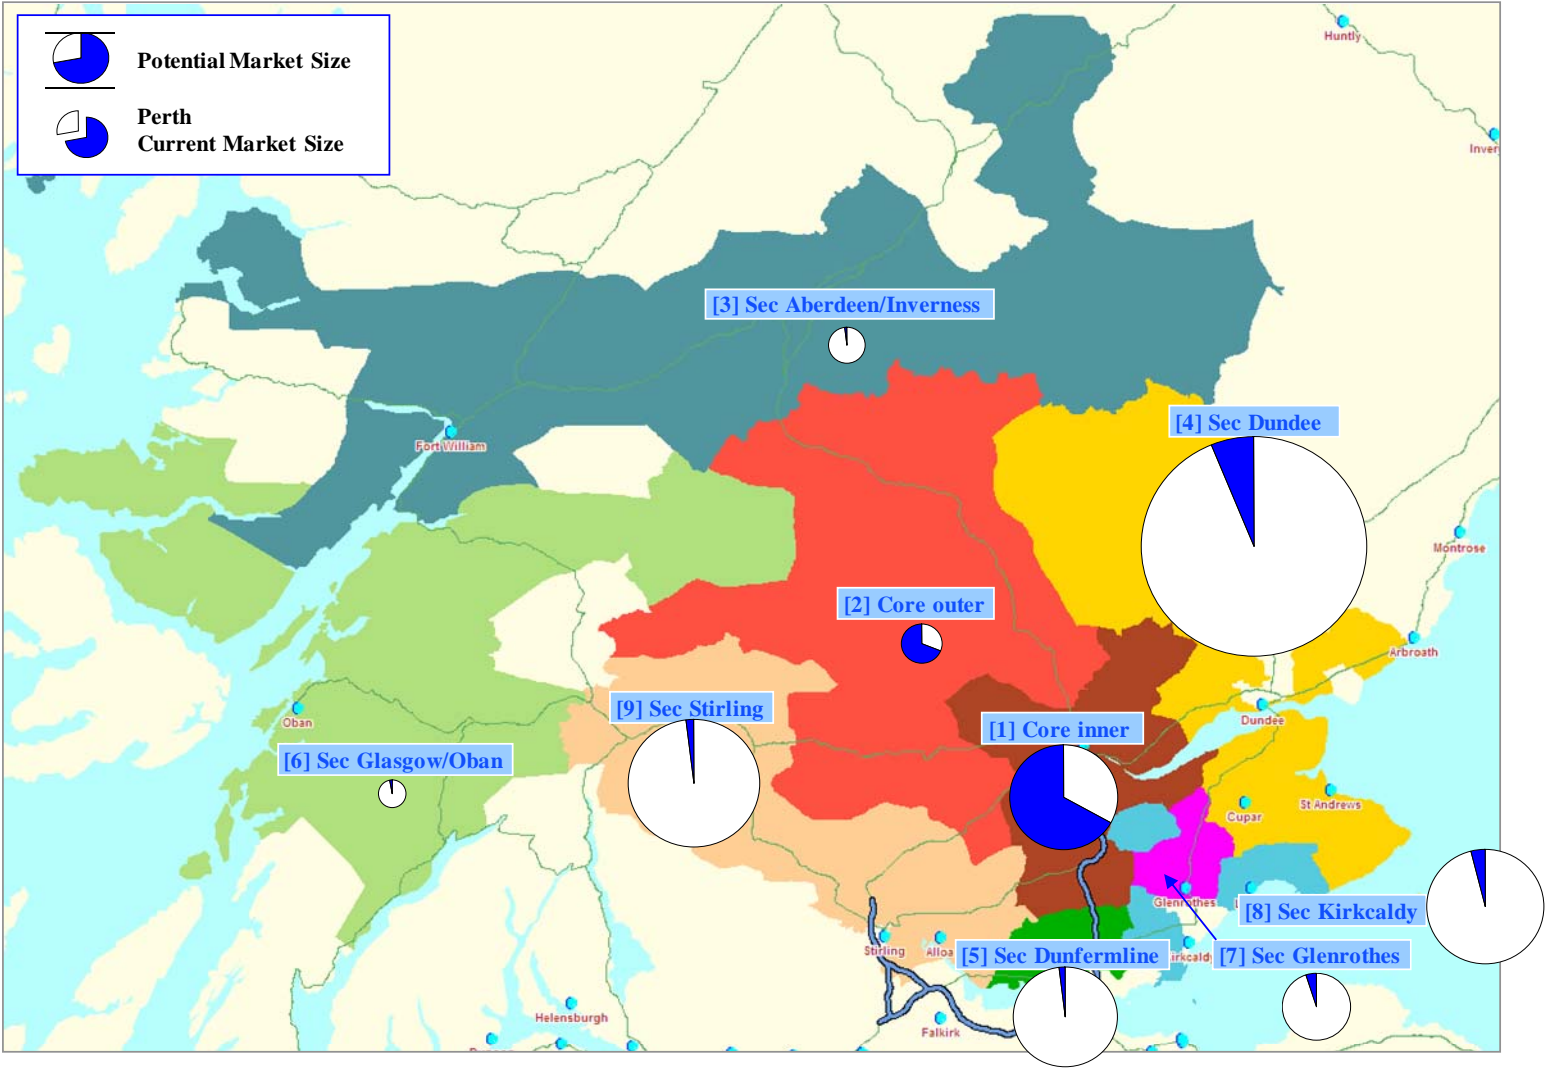 Potential Market Size
Perth
Current Market Size
Huntly
[3] Sec Aberdeen/Inverness
Fort William
[4] Sec Dundee
Montrose
[2] Core outer
Arbroath
Oban
[9] Sec Stirling
Dundee
[1] Core inner
[6] Sec Glasgow/Oban
St Andrews
Cupar
Glenrothes
[8] Sec Kirkcaldy
Stirling
Alloa
[5] Sec Dunfermline
[7] Sec Glenrothes
Helensburgh
Falkirk